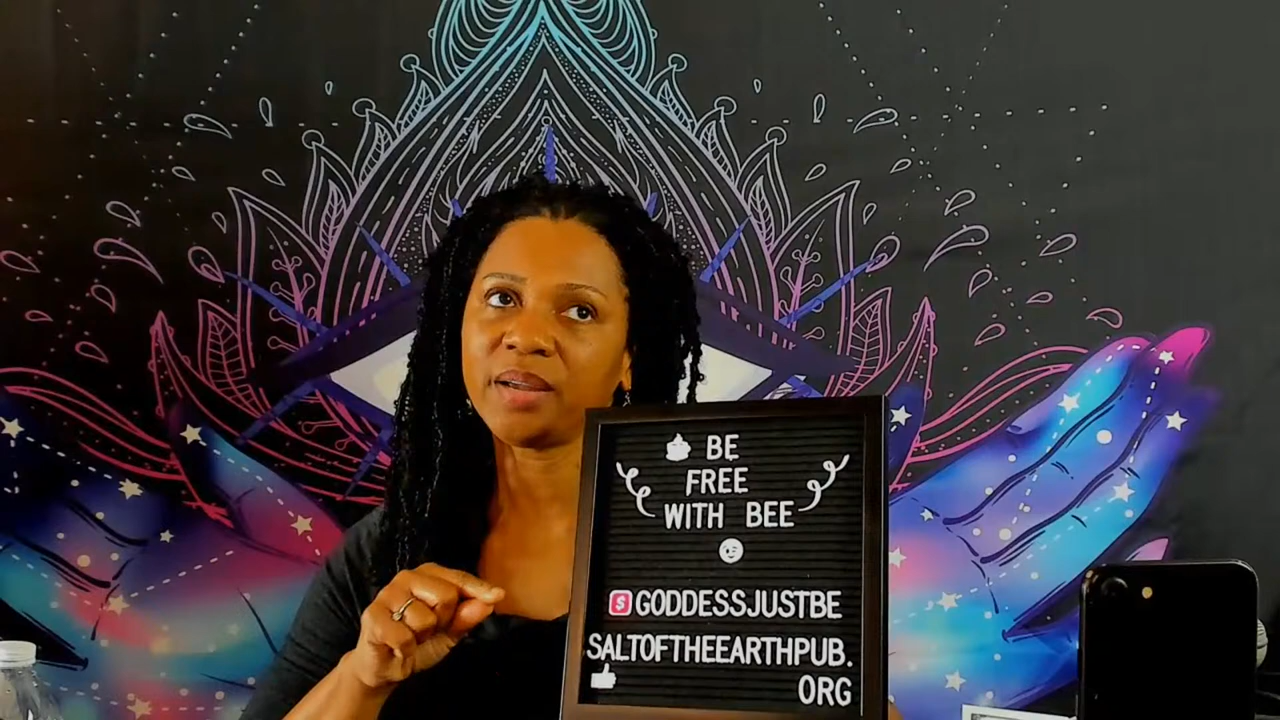 BE
FREE
WITH BEE
$ GODDESSJUSTBE
SALTOFTHEEARTHPUB.
ORG